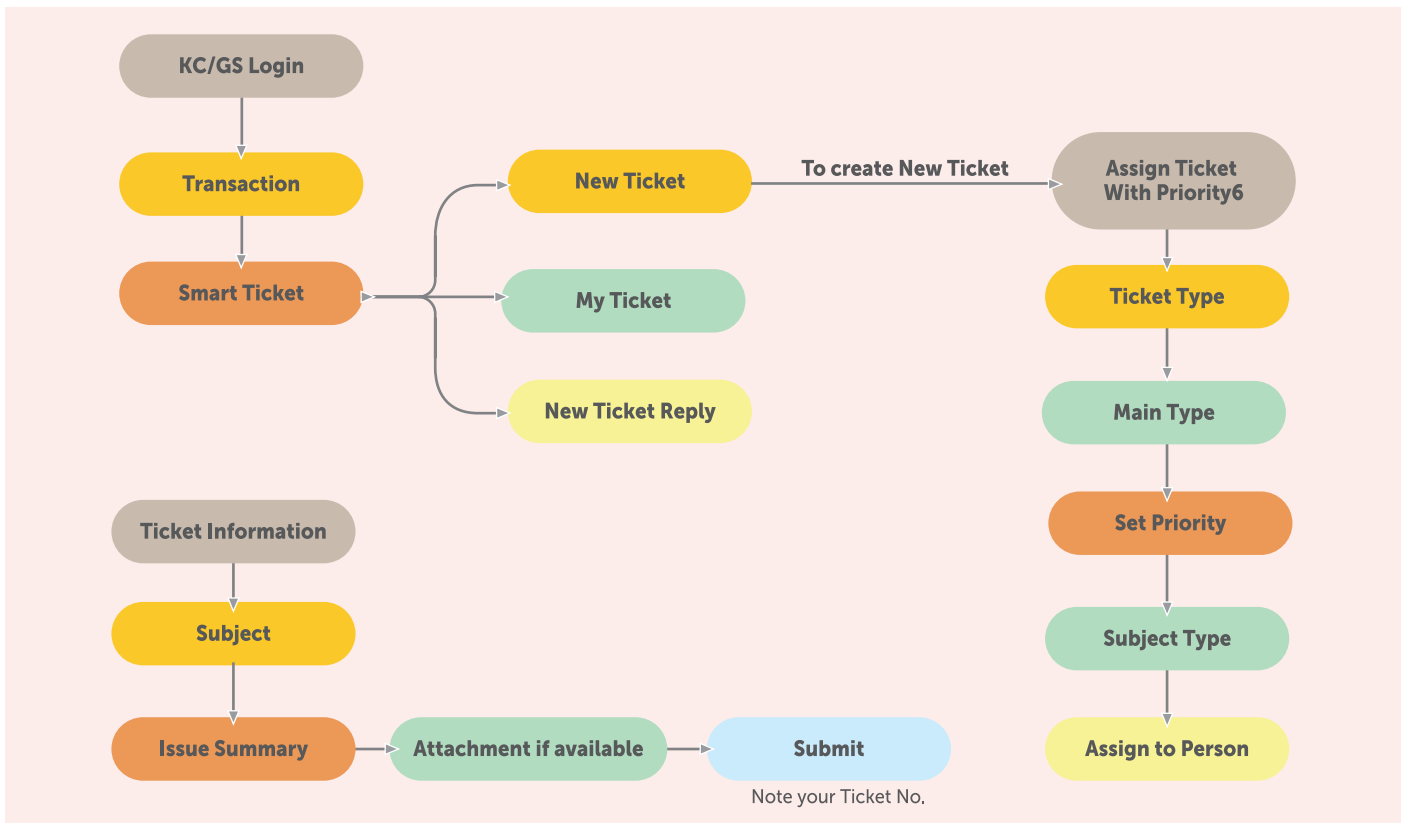 KC/GS Login
Transaction
Smart Ticket
New Ticket
My Ticket
New Ticket Reply
To create New Ticket
Assign Ticket
With Priority6
Ticket Type
Main Type
Set Priority
Subject Type
Assign to Person
Ticket Information
Subject
Issue Summary
Attachment if available
Submit
Note your Ticket No.